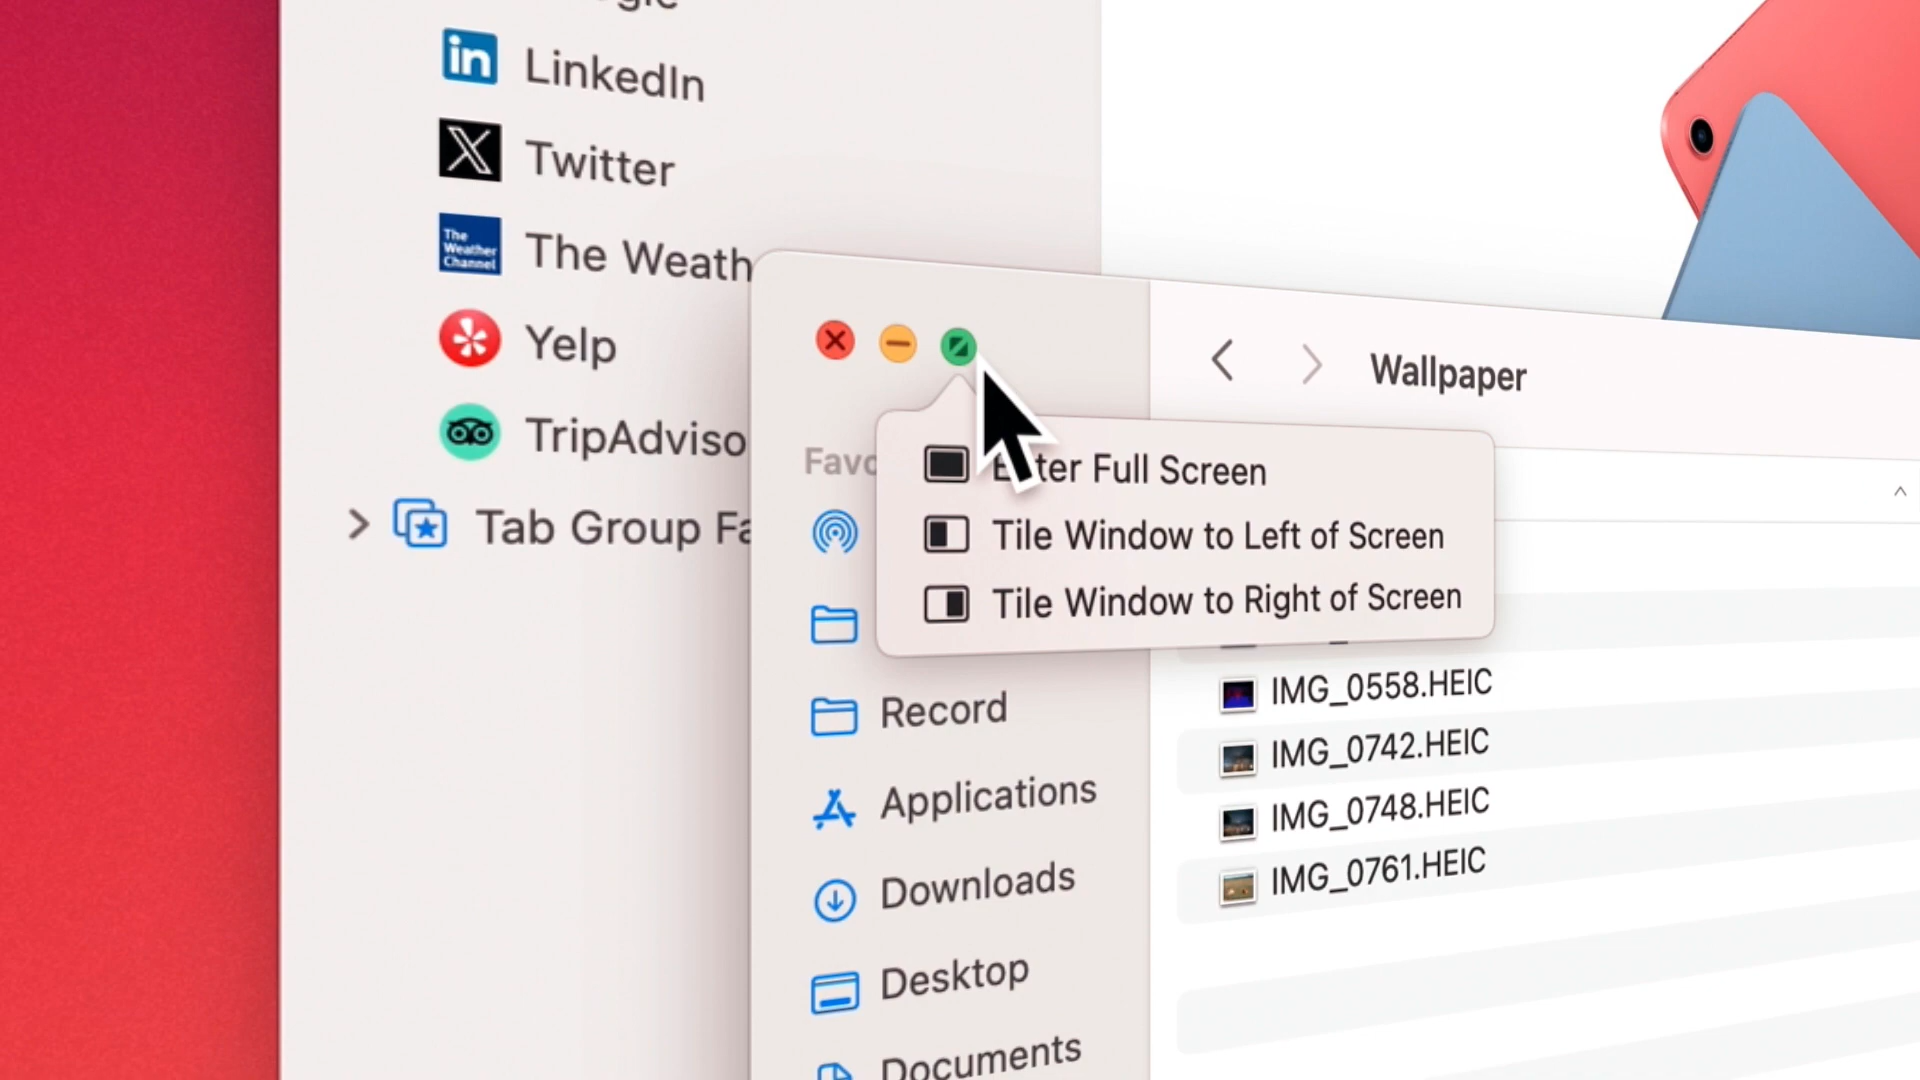 LinkedIn
Twitter
The Weather Channel
The Weath
Yelp
TripAdviso
Tab Group Fa
Wallpaper
Favo
Enter Full Screen
Tile Window to Left of Screen
Tile Window to Right of Screen
Record
Applications
Downloads
Desktop
Documents
IMG_0558.HEIC
IMG_0742.HEIC
IMG_0748.HEIC
IMG_0761.HEIC